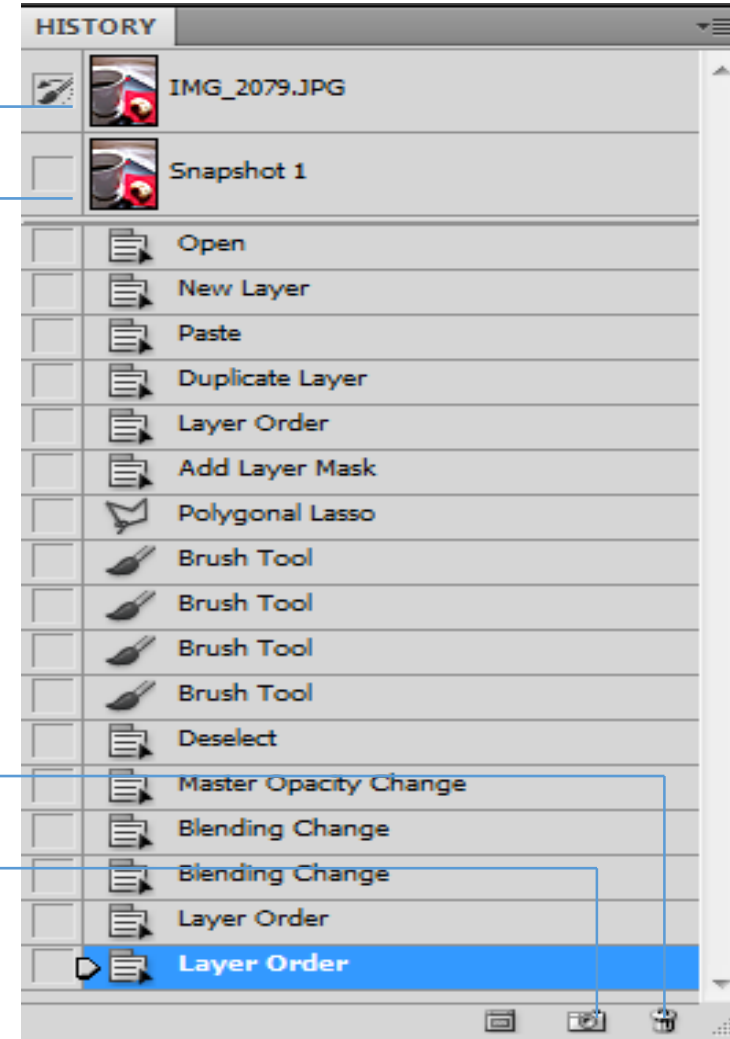 HISTORY
IMG_2079.JPG
Snapshot 1
Open
New Layer
Paste
Duplicate Layer
Layer Order
Add Layer Mask
Polygonal Lasso
Brush Tool
Brush Tool
Brush Tool
Brush Tool
Deselect
Master Opacity Change
Blending Change
Blending Change
Layer Order
Layer Order